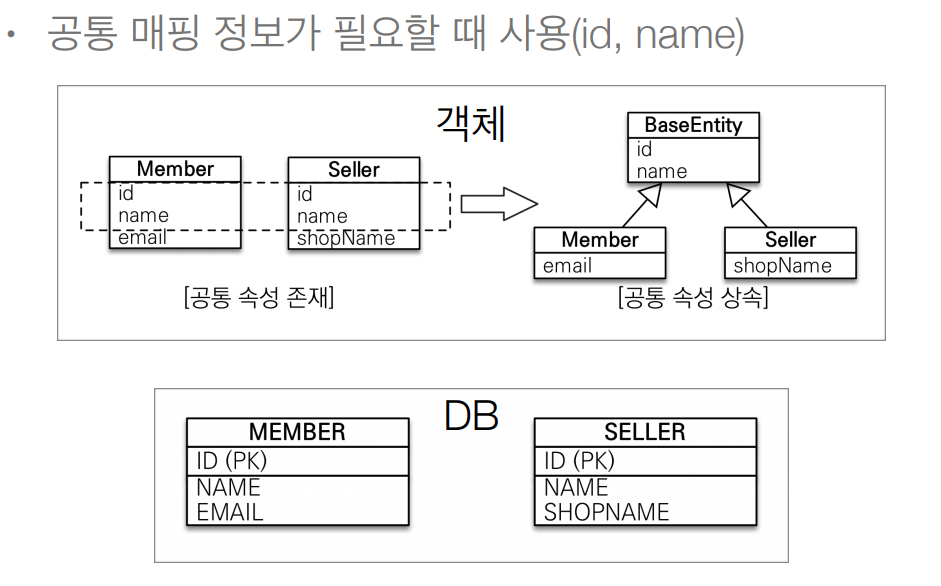 • 공통 매핑 정보가 필요할 때 사용(id, name)
객체
Member
id
name
email
Seller
id
name
shopName
[공통 속성 존재]
BaseEntity
id
name
Member
email
Seller
shopName
[공통 속성 상속]
DB
MEMBER
ID (PK)
NAME
EMAIL
SELLER
ID (PK)
NAME
SHOPNAME